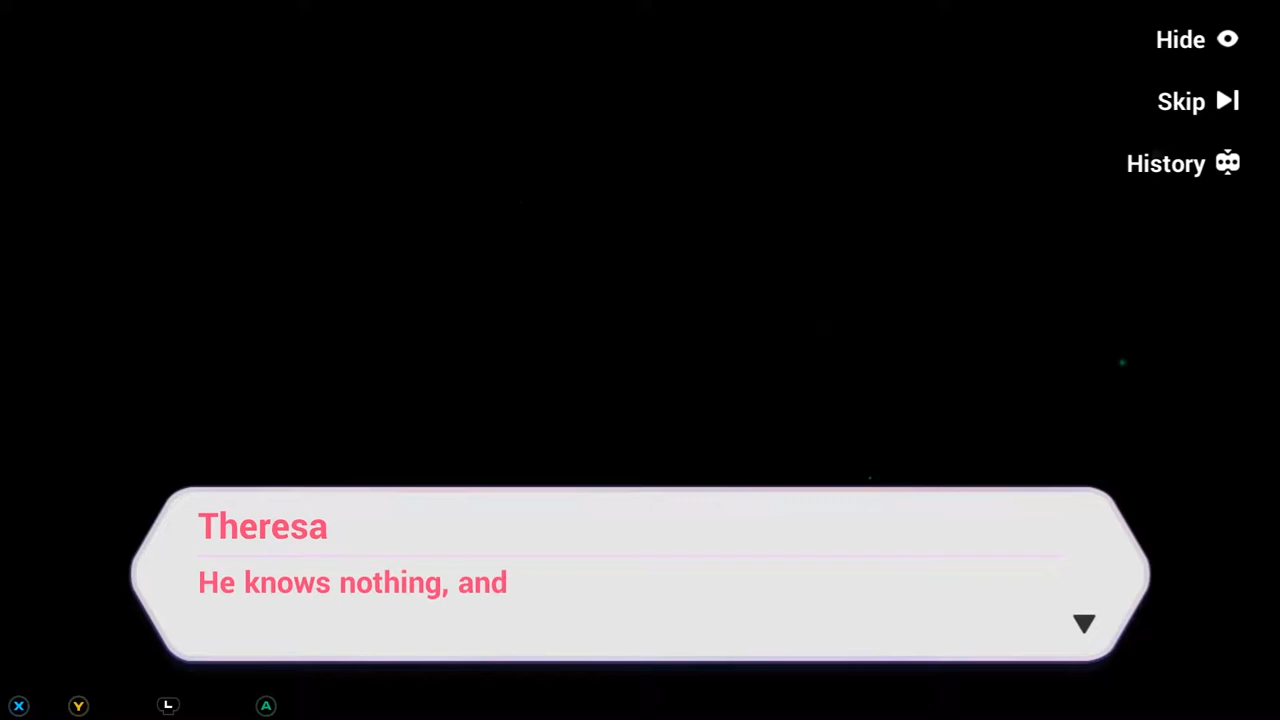 Hide
Skip
History
Theresa
He knows nothing, and
X Y L A